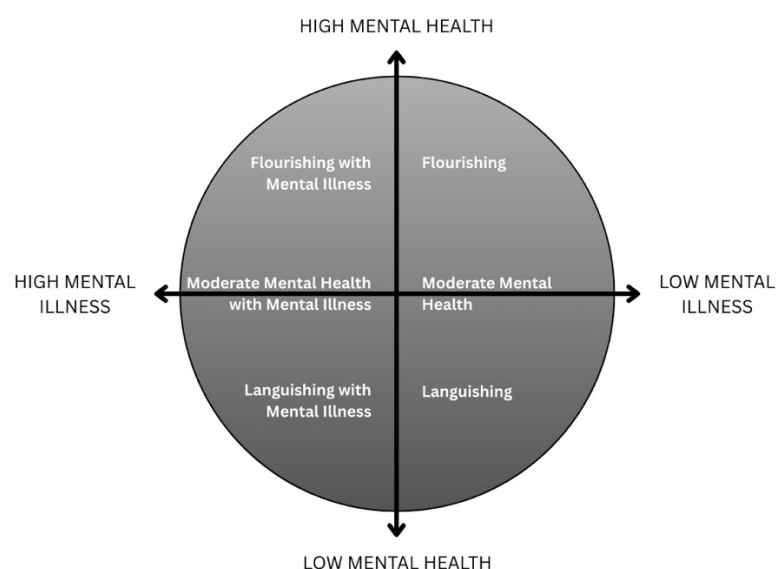 HIGH MENTAL HEALTH
Flourishing with
Mental Illness
Flourishing
HIGH MENTAL
ILLNESS
Moderate Mental Health
with Mental Illness
Moderate Mental
Health
LOW MENTAL
ILLNESS
Languishing with
Mental Illness
Languishing
LOW MENTAL HEALTH